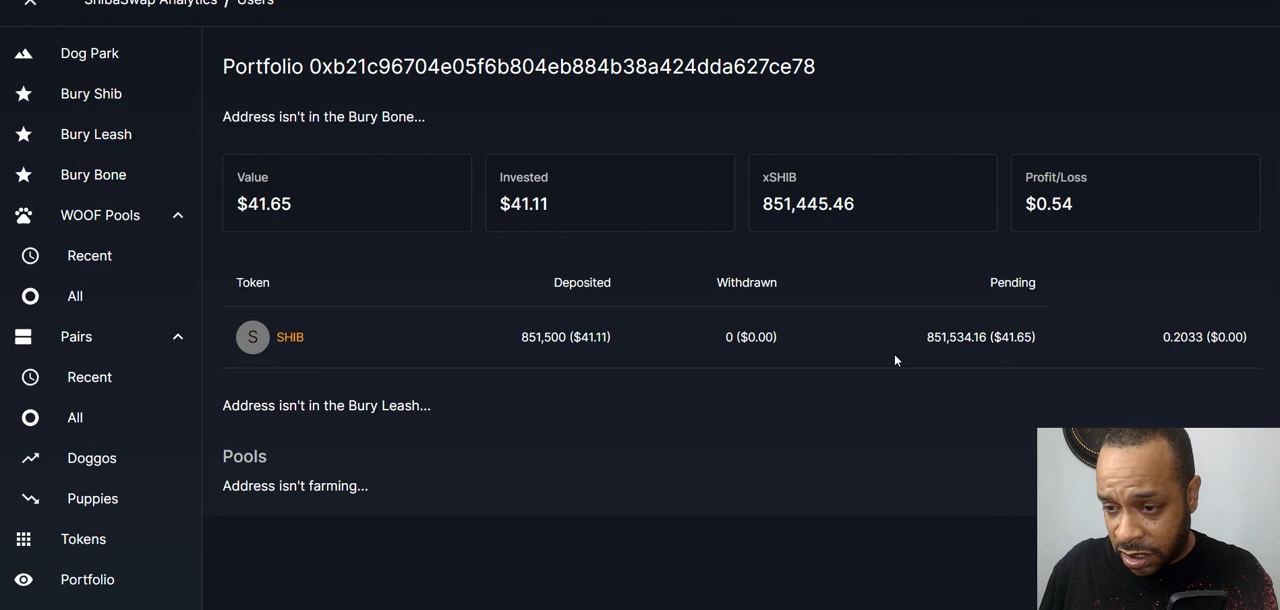 ShibaSwap Analytics / Users
Dog Park
Bury Shib
Bury Leash
Bury Bone
WOOF Pools
Recent
All
Pairs
Recent
All
Doggos
Puppies
Tokens
Portfolio
Portfolio 0xb21c96704e05f6b804eb884b38a424dda627ce78
Address isn't in the Bury Bone...
Value
$41.65
Invested
$41.11
xSHIB
851,445.46
Profit/Loss
$0.54
Token Deposited Withdrawn Pending
S SHIB 851,500 ($41.11) 0 ($0.00) 851,534.16 ($41.65) 0.2033 ($0.00)
Address isn't in the Bury Leash...
Pools
Address isn't farming...